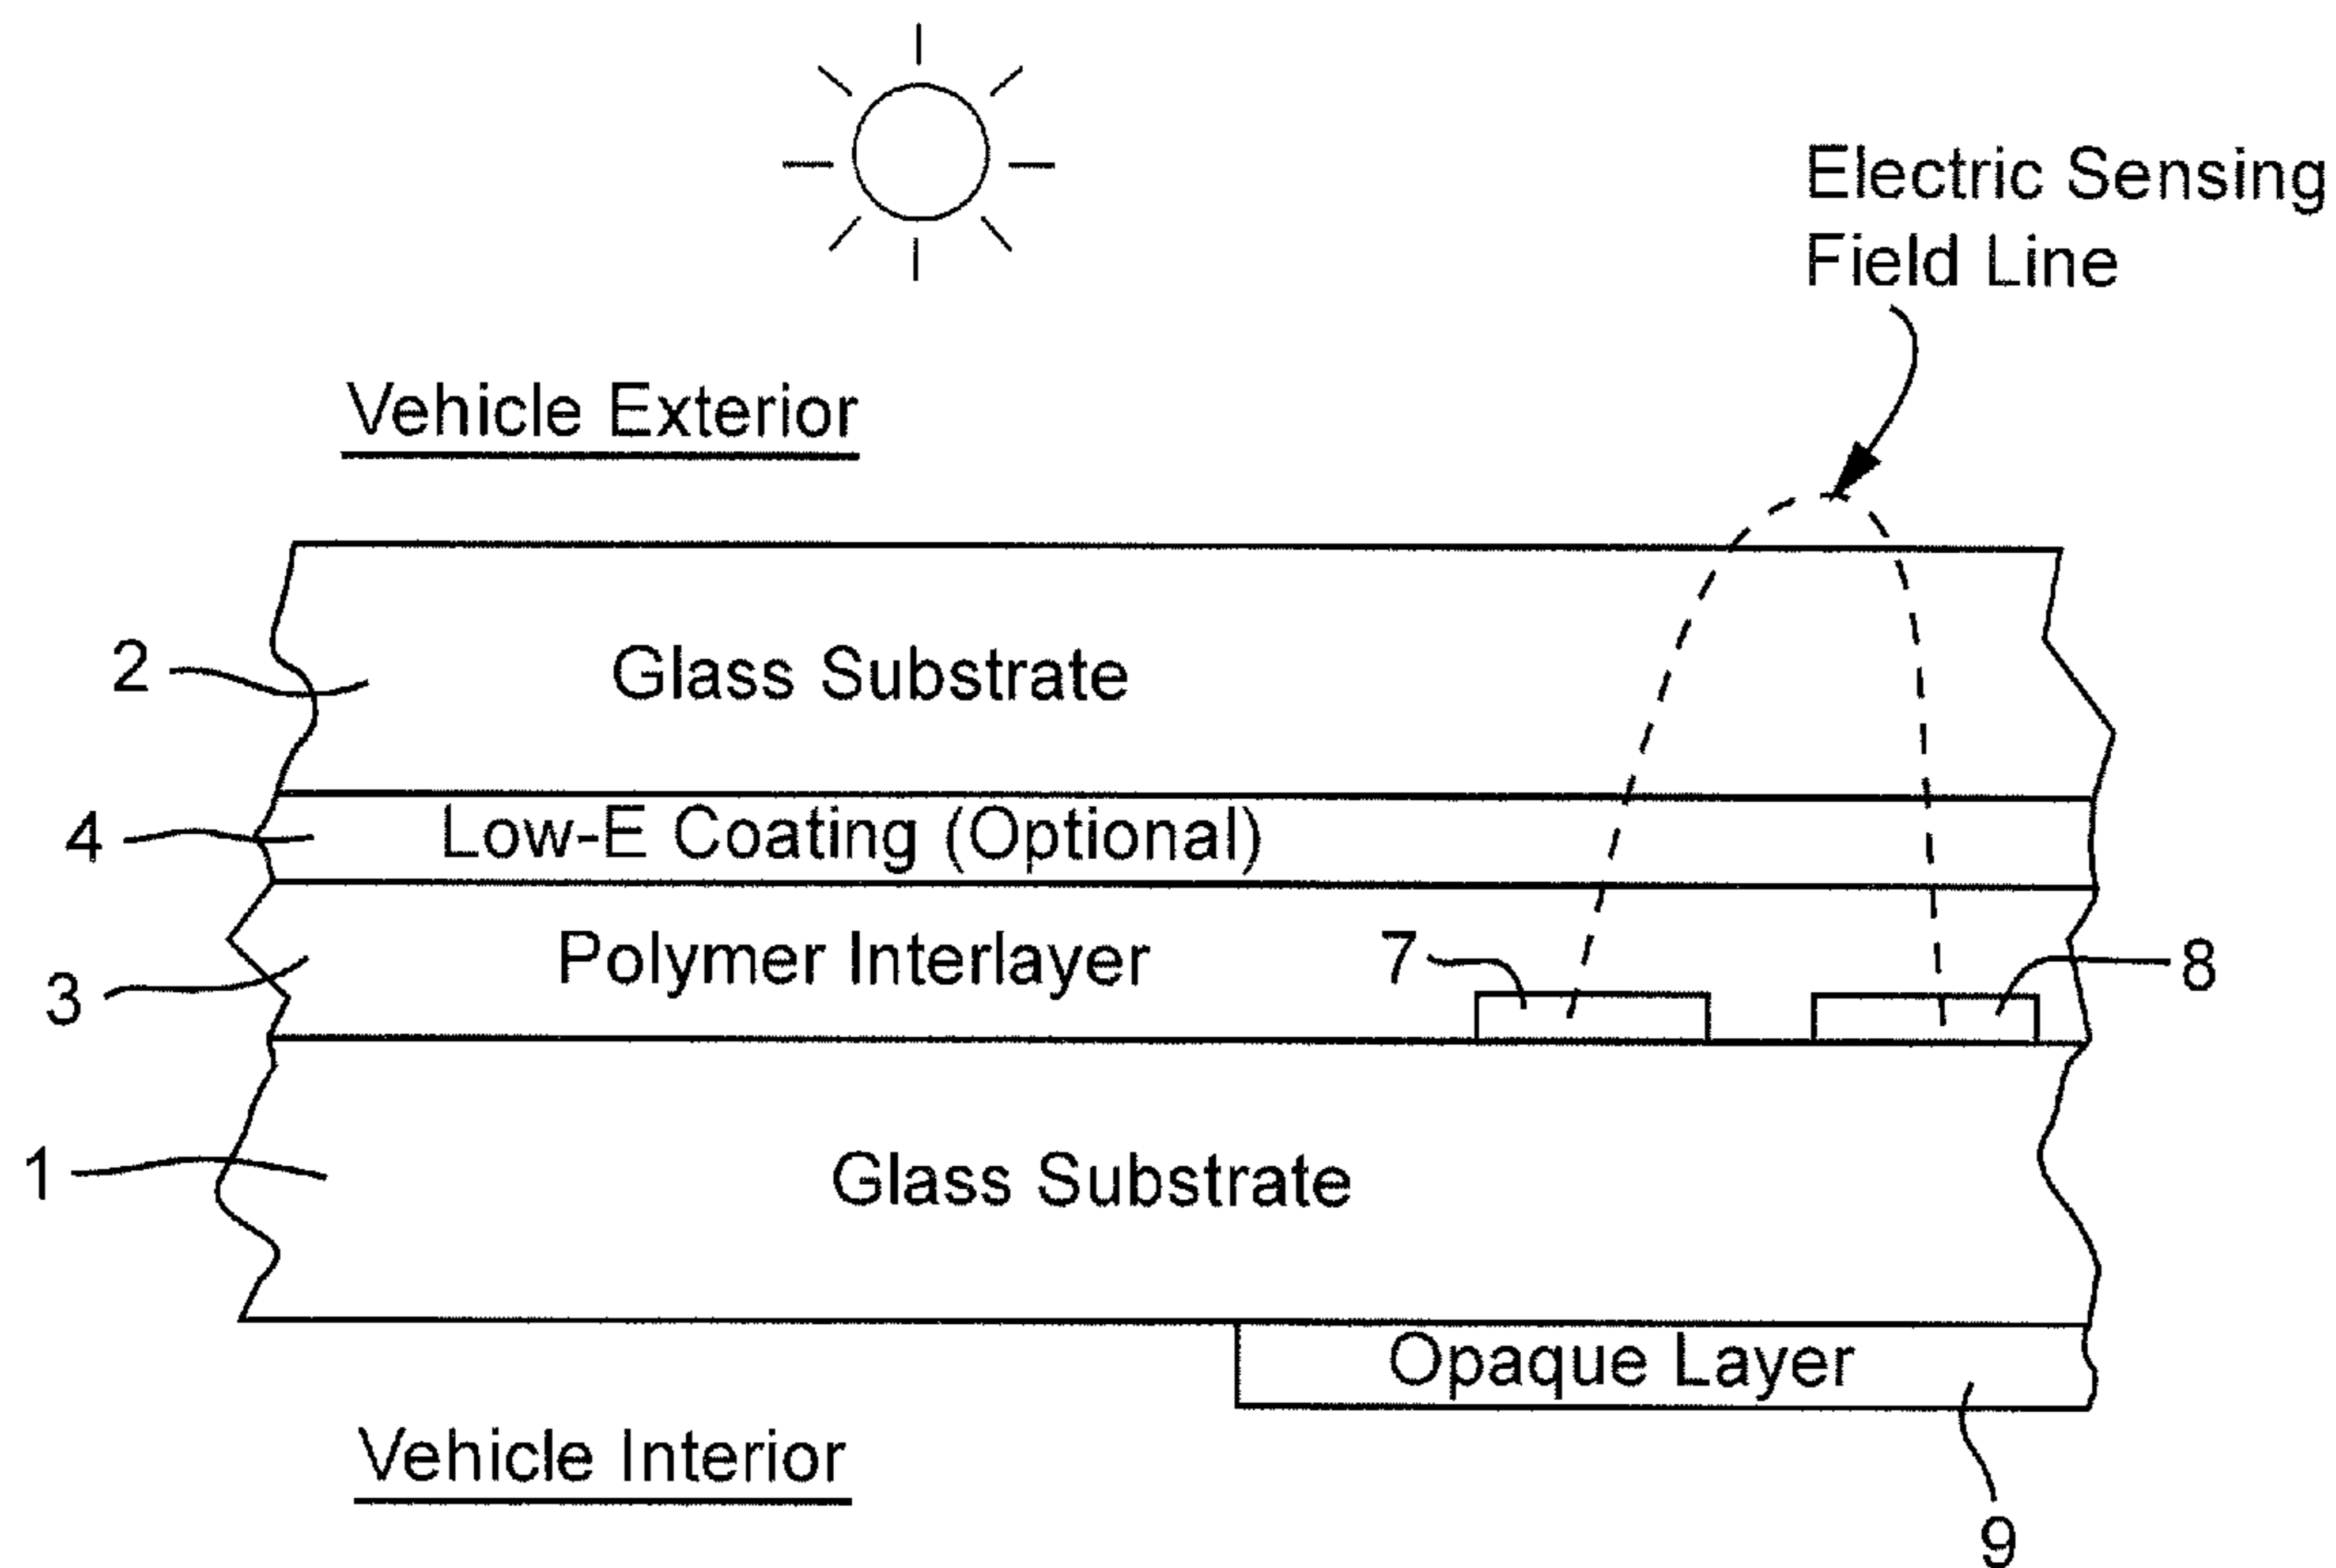 Electric Sensing
Field Line
Vehicle Exterior
2
Glass Substrate
4
Low-E Coating (Optional)
3
Polymer Interlayer
7
8
1
Glass Substrate
Opaque Layer
Vehicle Interior
9